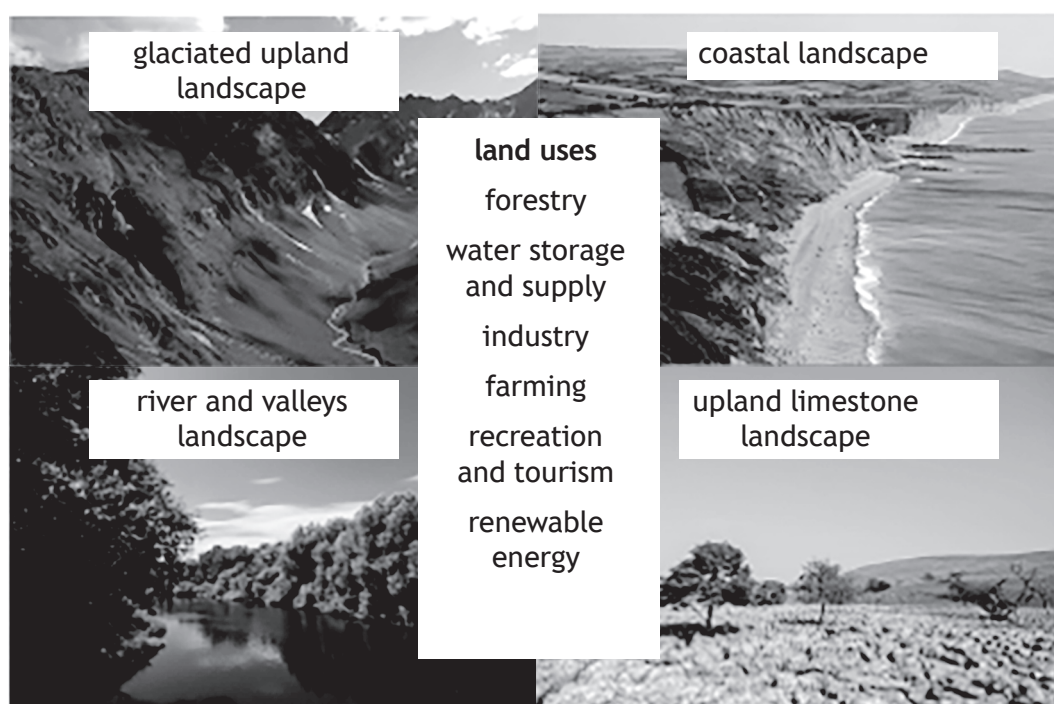 glaciated upland
landscape
coastal landscape
land uses
forestry
water storage
and supply
industry
farming
recreation
and tourism
renewable
energy
river and valleys
landscape
upland limestone
landscape